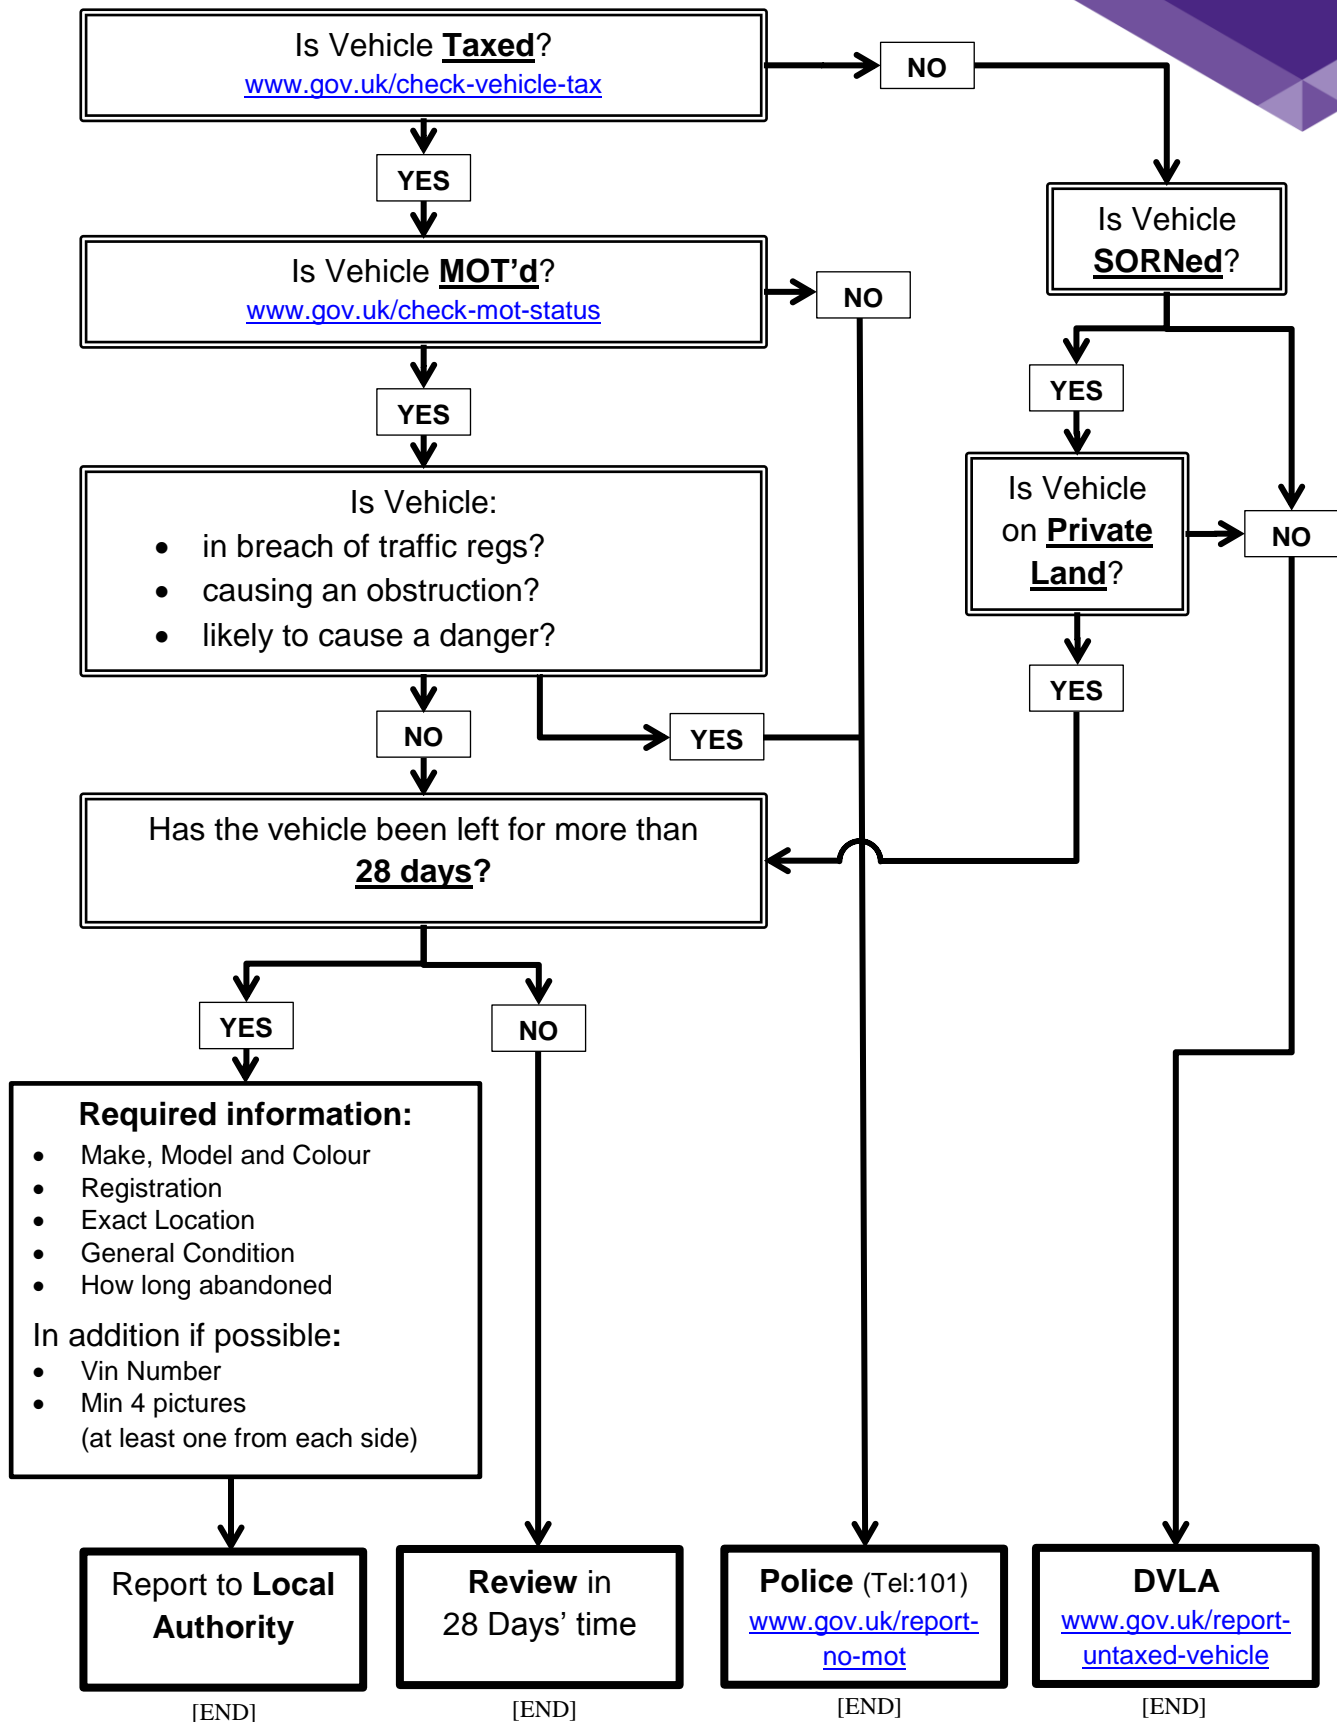 Is Vehicle Taxed?
www.gov.uk/check-vehicle-tax
NO
YES
Is Vehicle
SORNed?
Is Vehicle MOT’d?
www.gov.uk/check-mot-status
NO
YES
YES
Is Vehicle:
• in breach of traffic regs?
• causing an obstruction?
• likely to cause a danger?
Is Vehicle
on Private
Land?
NO
YES
NO
YES
Has the vehicle been left for more than
28 days?
YES
NO
Required information:
• Make, Model and Colour
• Registration
• Exact Location
• General Condition
• How long abandoned
In addition if possible:
• Vin Number
• Min 4 pictures
(at least one from each side)
Report to Local
Authority
[END]
Review in
28 Days’ time
[END]
Police (Tel:101)
www.gov.uk/report-
no-mot
[END]
DVLA
www.gov.uk/report-
untaxed-vehicle
[END]